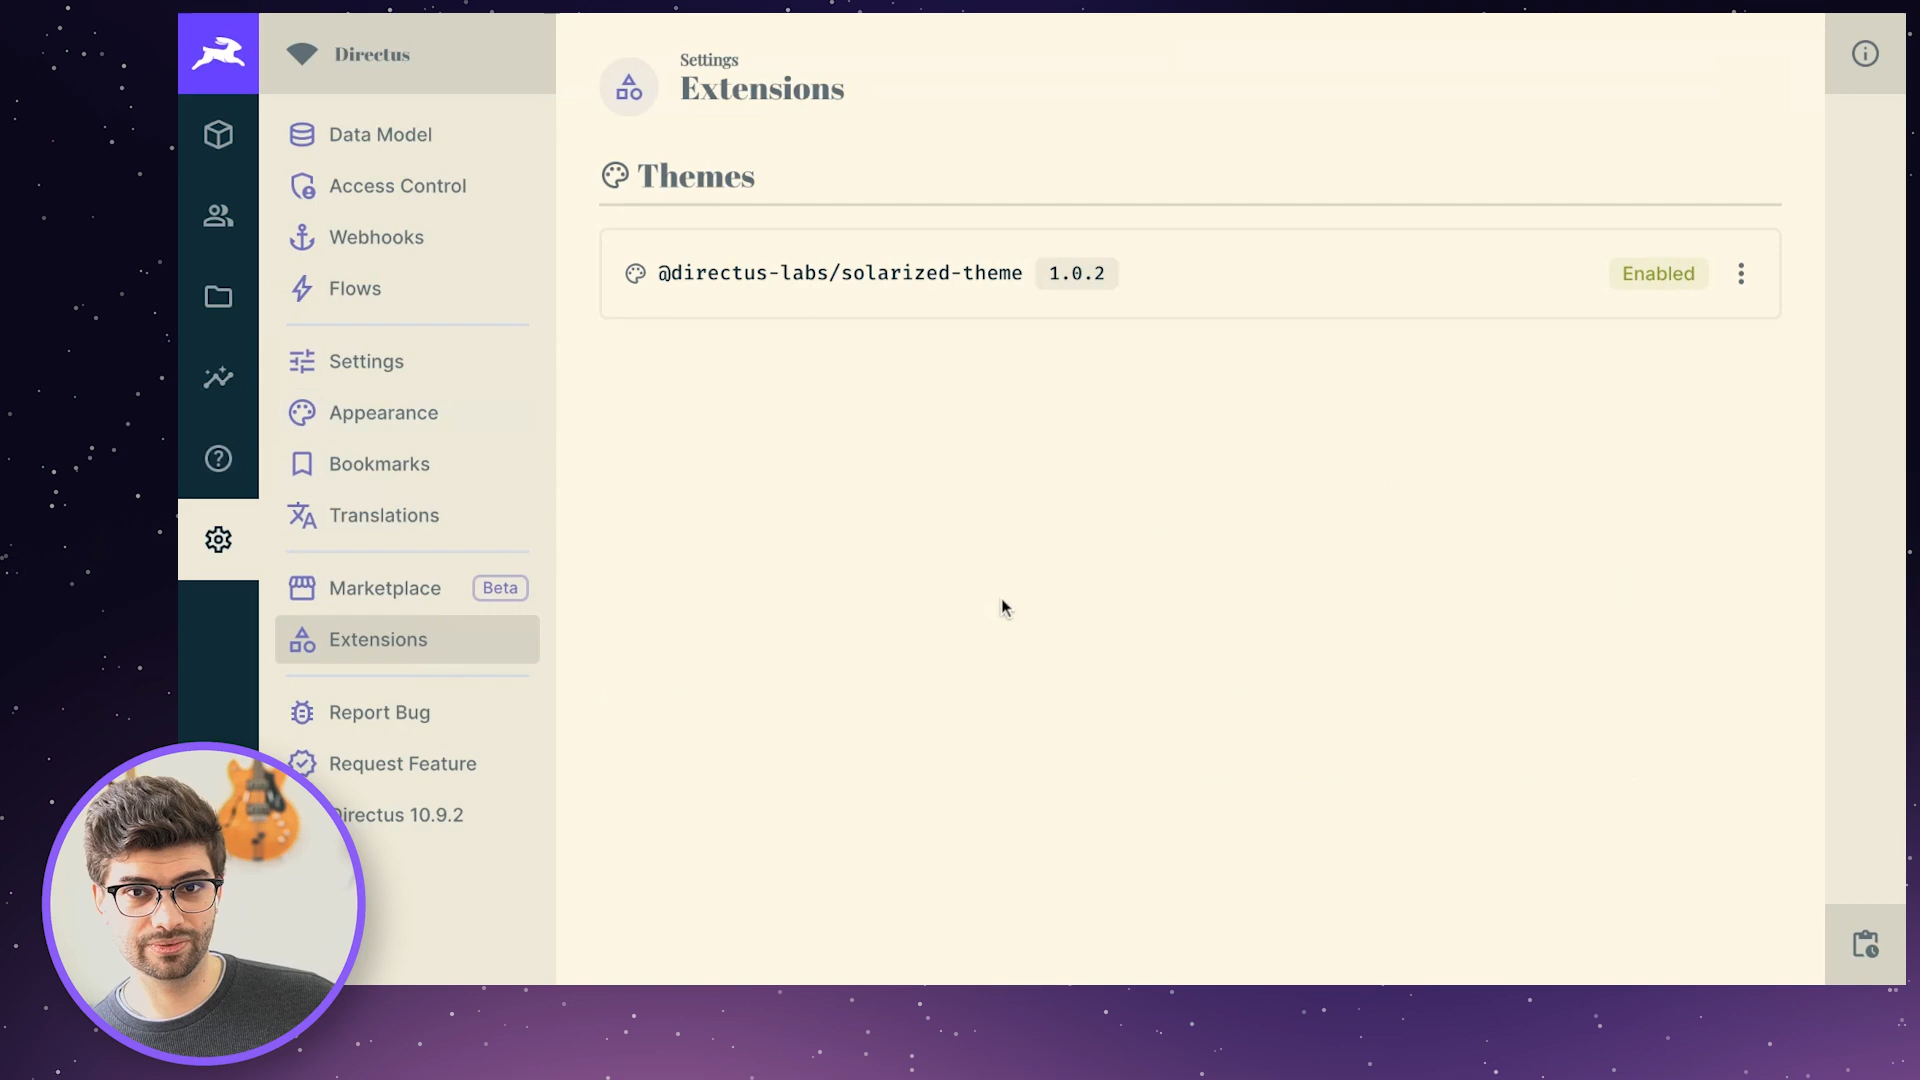 Directus
Data Model
Access Control
Webhooks
Flows
Settings
Appearance
Bookmarks
Translations
Marketplace
Beta
Extensions
Report Bug
Request Feature
Directus 10.9.2
Settings
Extensions
Themes
@directus-labs/solarized-theme 1.0.2
Enabled